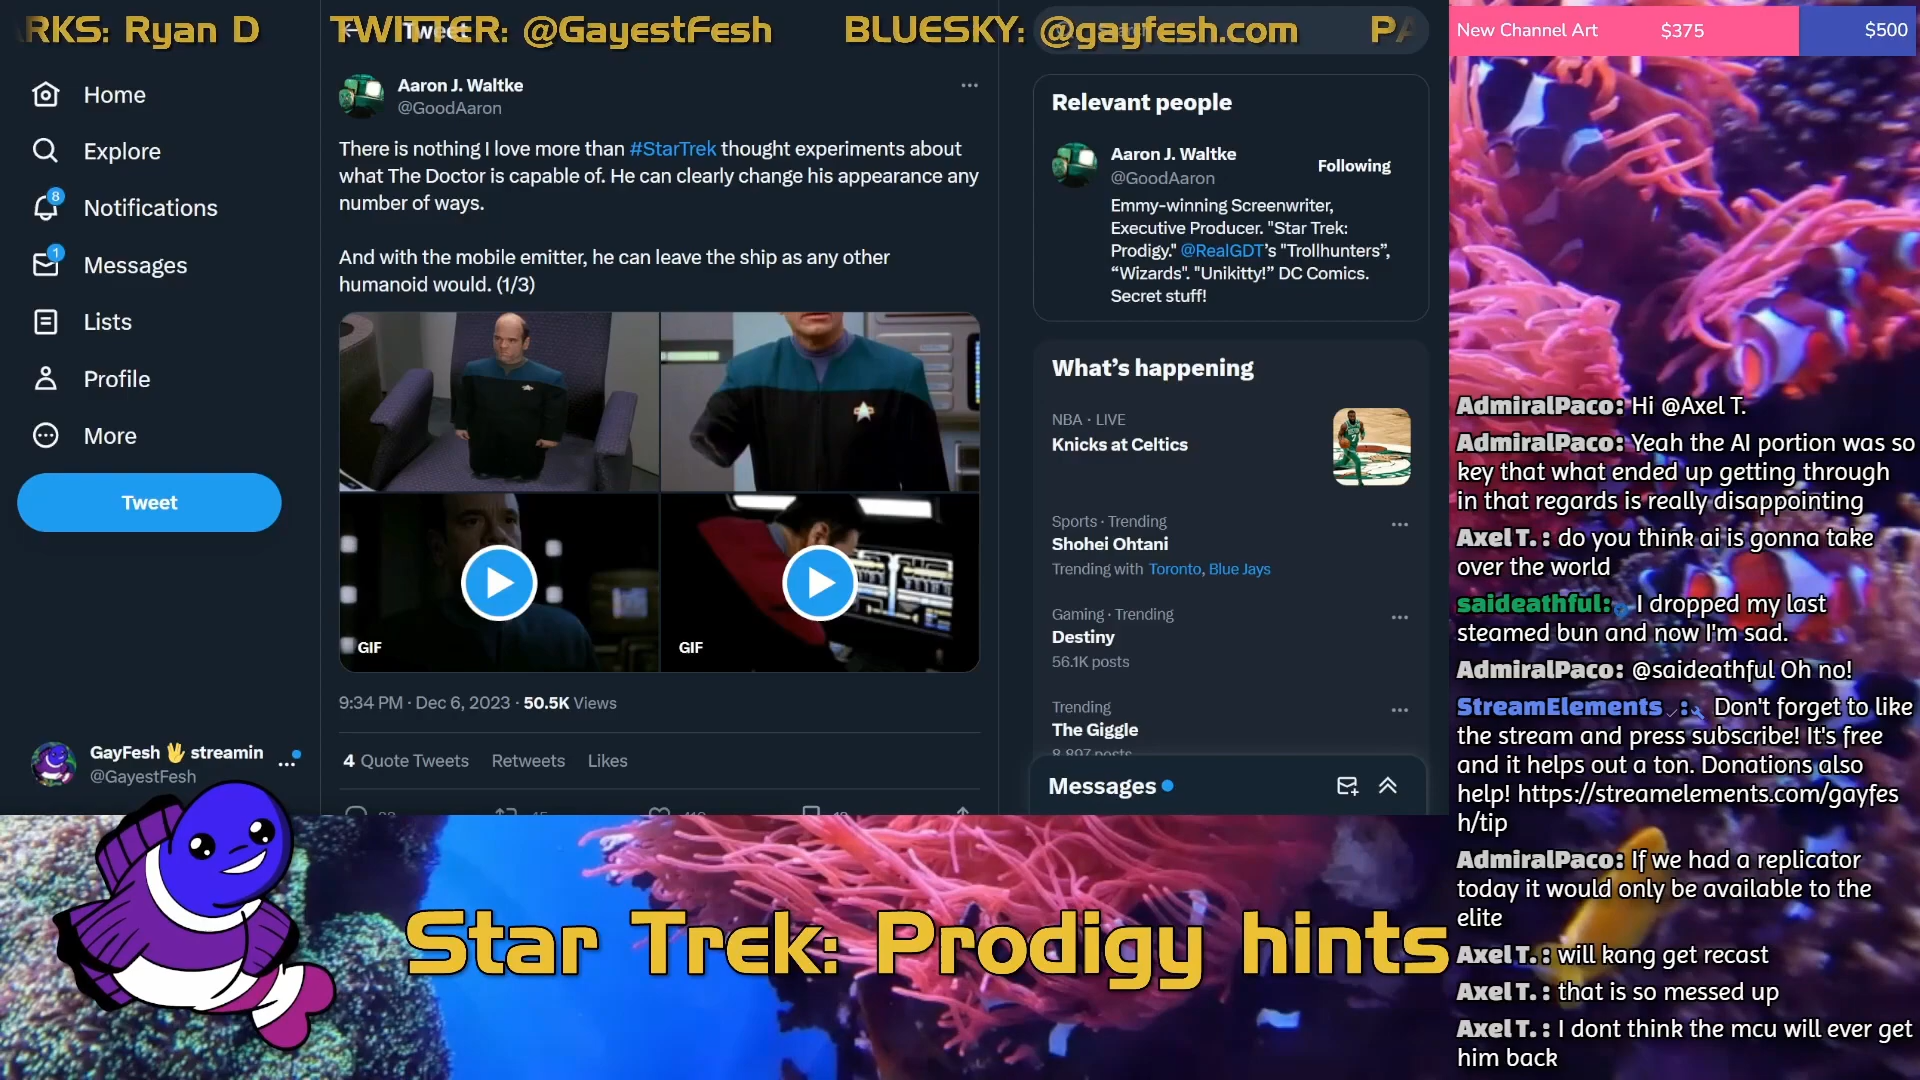 RKS: Ryan D
TWITTER: @GayestFesh
BLUESKY: @gayfesh.com
PA
Tweet
New Channel Art
$375
$500
Home
Explore
8
Notifications
1
Messages
Lists
Profile
More
Tweet
GayFesh 🖖 streamin
@GayestFesh
Aaron J. Waltke
@GoodAaron
There is nothing I love more than #StarTrek thought experiments about
what The Doctor is capable of. He can clearly change his appearance any
number of ways.
And with the mobile emitter, he can leave the ship as any other
humanoid would. (1/3)
GIF
GIF
9:34 PM · Dec 6, 2023 · 50.5K Views
4 Quote Tweets Retweets Likes
Relevant people
Aaron J. Waltke
@GoodAaron
Following
Emmy-winning Screenwriter,
Executive Producer. "Star Trek:
Prodigy." @RealGDT’s "Trollhunters”,
“Wizards". "Unikitty!” DC Comics.
Secret stuff!
What’s happening
NBA · LIVE
Knicks at Celtics
Sports · Trending
Shohei Ohtani
Trending with Toronto, Blue Jays
Gaming · Trending
Destiny
56.1K posts
Trending
The Giggle
8,897 posts
Messages
AdmiralPaco: Hi @Axel T.
AdmiralPaco: Yeah the AI portion was so
key that what ended up getting through
in that regards is really disappointing
Axel T. : do you think ai is gonna take
over the world
saideathful: I dropped my last
steamed bun and now I'm sad.
AdmiralPaco: @saideathful Oh no!
StreamElements : Don't forget to like
the stream and press subscribe! It's free
and it helps out a ton. Donations also
help! https://streamelements.com/gayfes
h/tip
AdmiralPaco: If we had a replicator
today it would only be available to the
elite
Axel T. : will kang get recast
Axel T. : that is so messed up
Axel T. : I dont think the mcu will ever get
him back
Star Trek: Prodigy hints